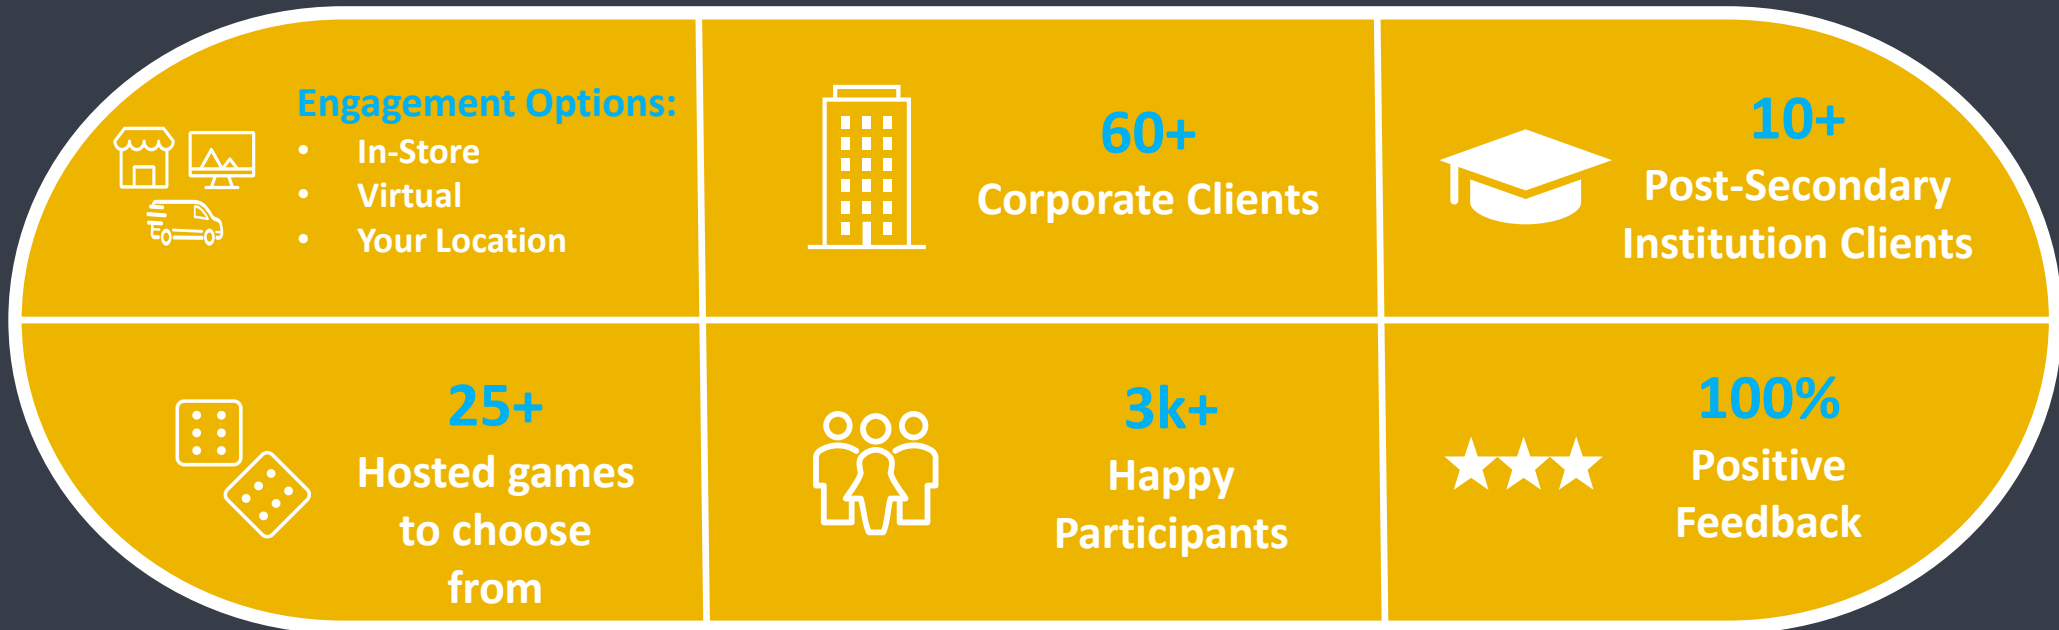 Engagement Options:
• In-Store
• Virtual
• Your Location
60+
Corporate Clients
10+
Post-Secondary
Institution Clients
25+
Hosted games
to choose
from
3k+
Happy
Participants
100%
Positive
Feedback